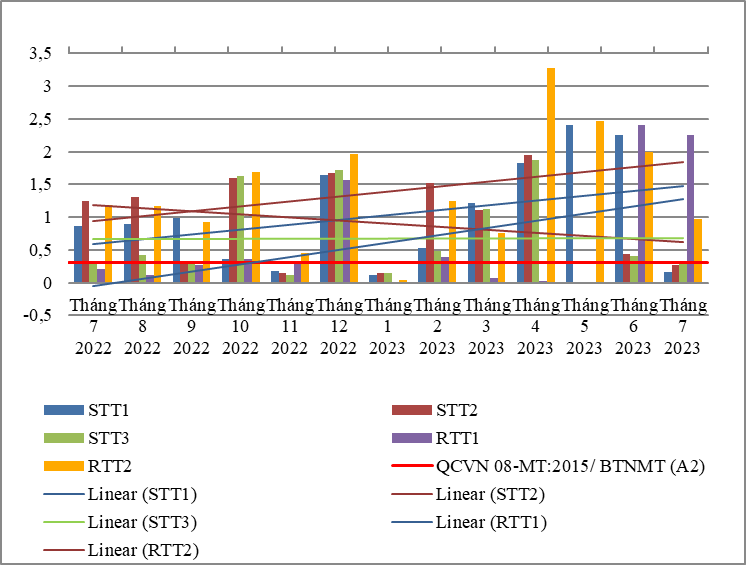 3,5
3
2,5
2
1,5
1
0,5
0
-0,5
Tháng Tháng Tháng Tháng Tháng Tháng Tháng Tháng Tháng Tháng Tháng Tháng Tháng
7 8 9 10 11 12 1 2 3 4 5 6 7
2022 2022 2022 2022 2022 2022 2023 2023 2023 2023 2023 2023 2023
STT1 STT2
STT3 RTT1
RTT2 QCVN 08-MT:2015/ BTNMT (A2)
Linear (STT1) Linear (STT2)
Linear (STT3) Linear (RTT1)
Linear (RTT2)